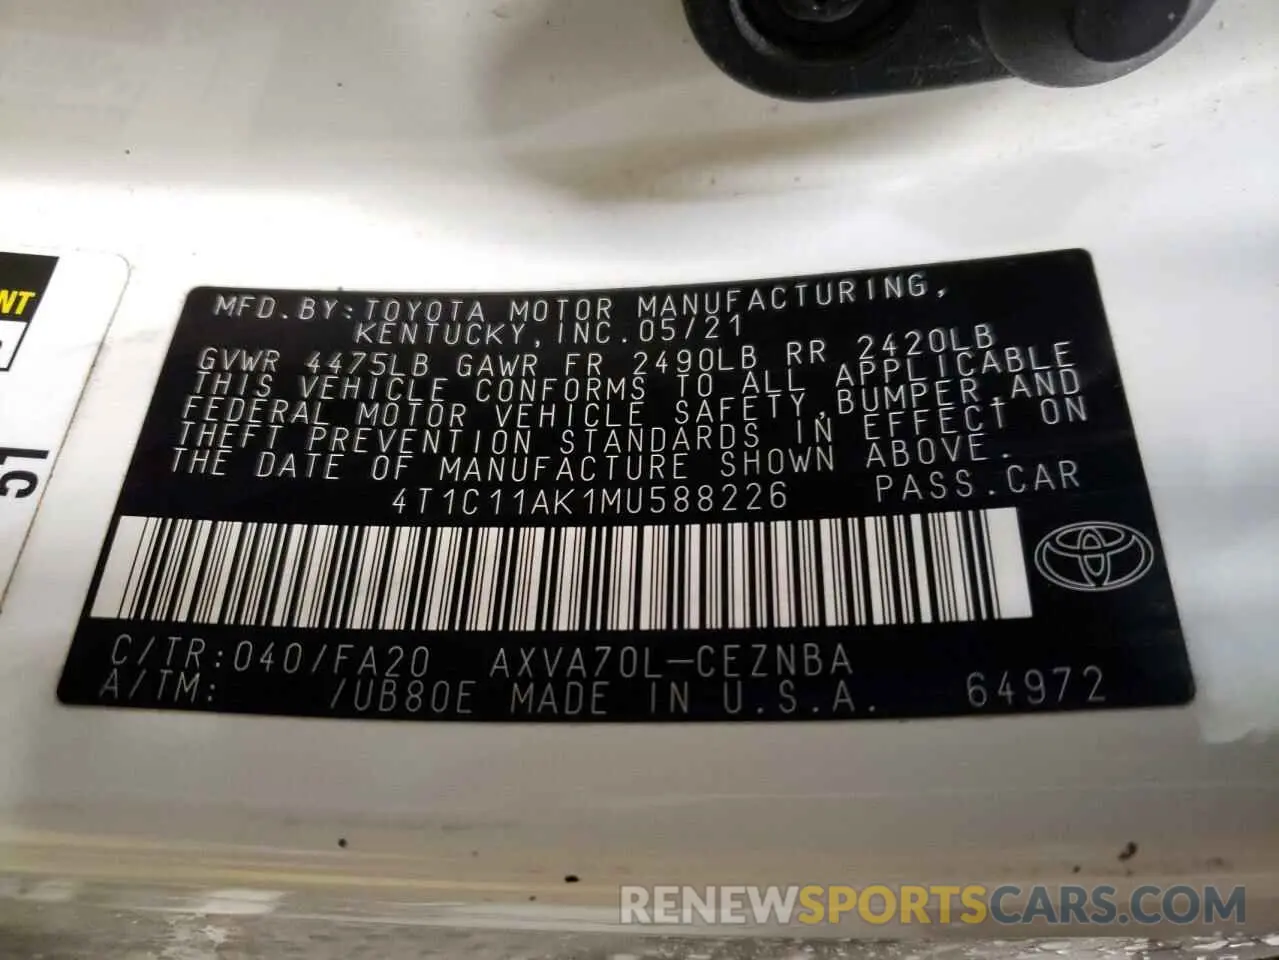 NT
LC
MFD.BY:TOYOTA MOTOR MANUFACTURING,
KENTUCKY,INC.05/21
GVWR 4475LB GAWR FR 2490LB RR 2420LB
THIS VEHICLE CONFORMS TO ALL APPLICABLE
FEDERAL MOTOR VEHICLE SAFETY,BUMPER,AND
THEFT PREVENTION STANDARDS IN EFFECT ON
THE DATE OF MANUFACTURE SHOWN ABOVE.
4T1C11AK1MU588226 PASS.CAR
C/TR:040/FA20 AXVA70L-CEZNBA
A/TM: /UB80E MADE IN U.S.A. 64972
RENEWSPORTSCARS.COM